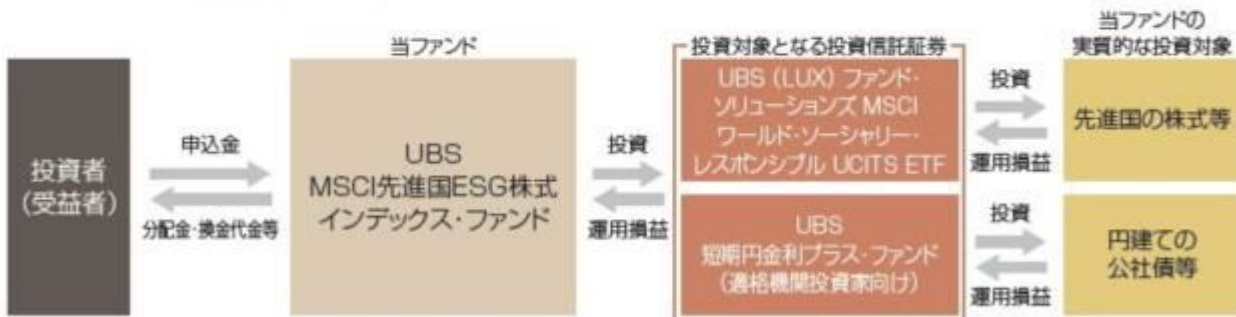 当ファンド
投資対象となる投資信託証券
当ファンドの
実質的な投資対象
投資者
(受益者)
申込金
分配金・換金代金等
UBS
MSCI先進国ESG株式
インデックス・ファンド
投資
運用損益
UBS (LUX) ファンド・
ソリューションズ MSCI
ワールド・ソーシャリー・
レスポンシブル UCITS ETF
投資
運用損益
先進国の株式等
UBS
短期円金利プラス・ファンド
(適格機関投資家向け)
投資
運用損益
円建ての
公社債等